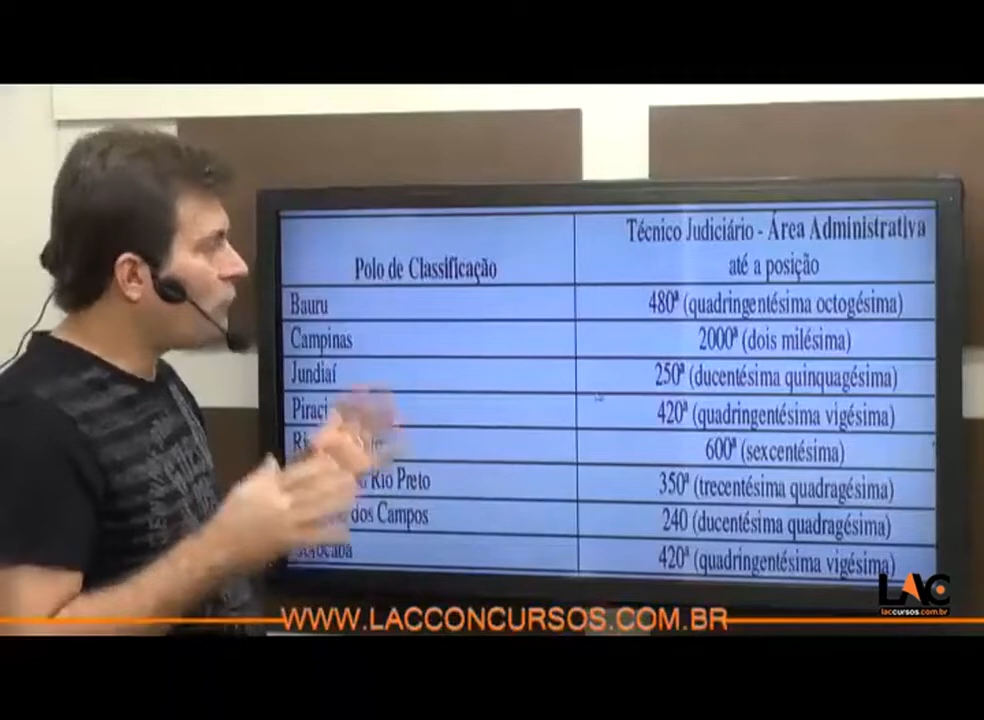 Técnico Judiciário - Área Administrativa
Polo de Classificação até a posição
Bauru 480ª (quadringentésima octogésima)
Campinas 2000ª (dois milésima)
Jundiaí 250ª (ducentésima quinquagésima)
Piraci 420ª (quadringentésima vigésima)
600ª (sexcentésima)
Rio Preto 350ª (trecentésima quadragésima)
dos Campos 240 (ducentésima quadragésima)
420ª (quadringentésima vigésima)
LAC
lacconcursos.com.br
WWW.LACCONCURSOS.COM.BR